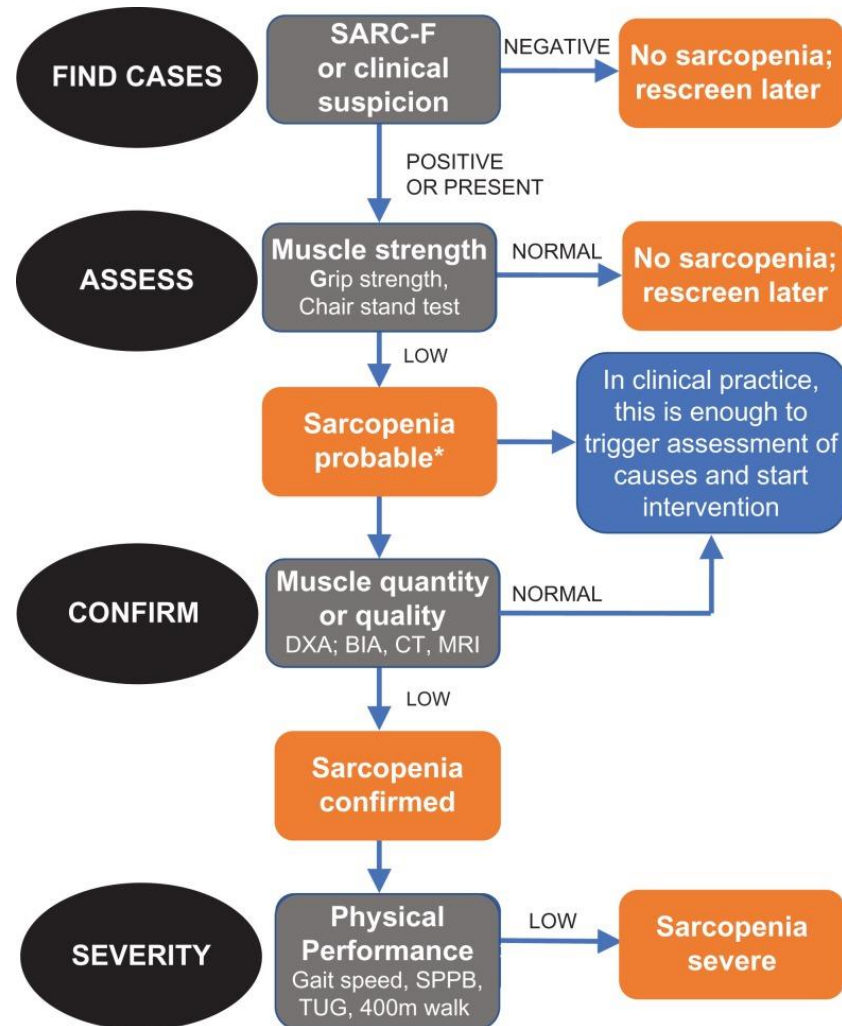 FIND CASES
SARC-F
or clinical
suspicion
NEGATIVE
No sarcopenia;
rescreen later
POSITIVE
OR PRESENT
ASSESS
Muscle strength
Grip strength,
Chair stand test
NORMAL
No sarcopenia;
rescreen later
LOW
Sarcopenia
probable*
In clinical practice,
this is enough to
trigger assessment of
causes and start
intervention
CONFIRM
Muscle quantity
or quality
DXA; BIA, CT, MRI
NORMAL
LOW
Sarcopenia
confirmed
SEVERITY
Physical
Performance
Gait speed, SPPB,
TUG, 400m walk
LOW
Sarcopenia
severe